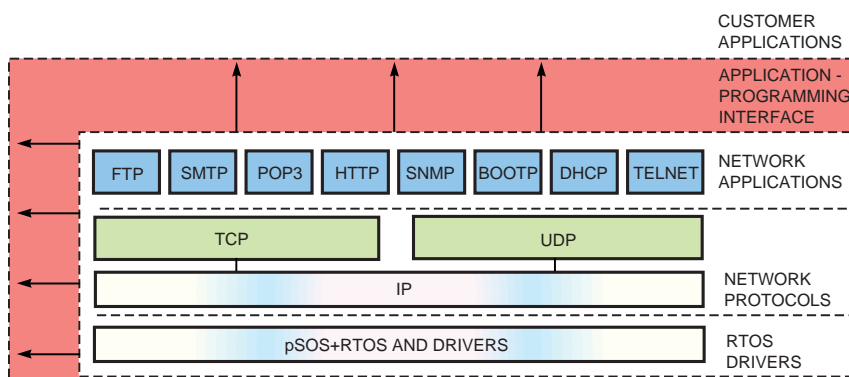 CUSTOMER
APPLICATIONS
APPLICATION -
PROGRAMMING
INTERFACE
FTP SMTP POP3 HTTP SNMP BOOTP DHCP TELNET
NETWORK
APPLICATIONS
TCP UDP
IP
NETWORK
PROTOCOLS
pSOS+RTOS AND DRIVERS
RTOS
DRIVERS